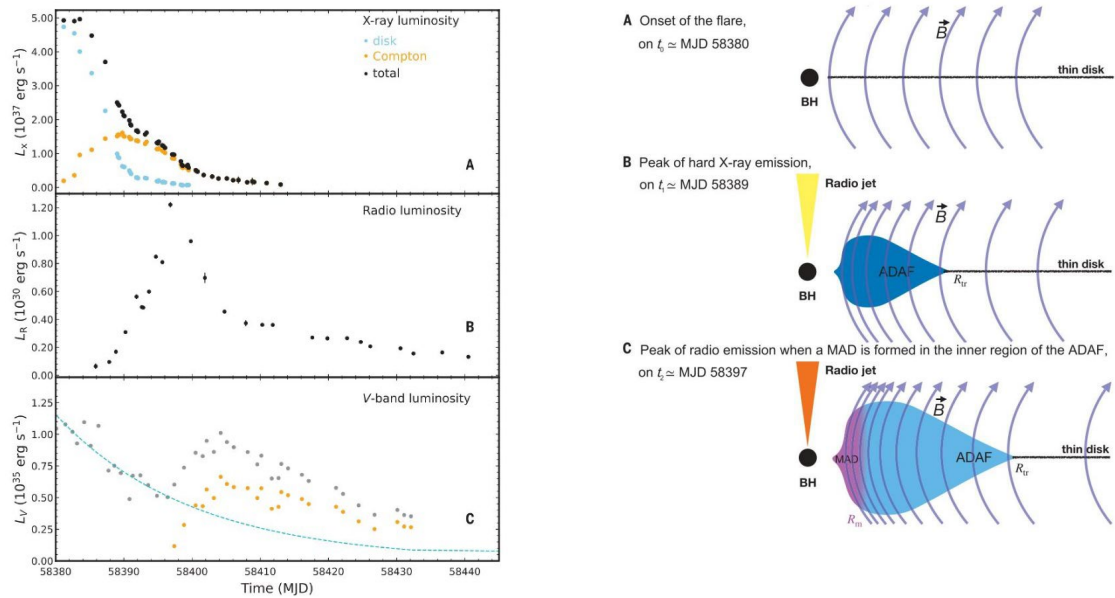 X-ray luminosity
disk
Compton
total
5.00
4.00
3.00
2.00
1.00
0.00
L_X (10^37 erg s^−1)
A
Radio luminosity
1.20
1.00
0.80
0.60
0.40
0.20
0.00
L_R (10^30 erg s^−1)
B
V-band luminosity
1.25
1.00
0.75
0.50
0.25
0.00
L_V (10^35 erg s^−1)
C
58380 58390 58400 58410 58420 58430 58440
Time (MJD)
A Onset of the flare,
on t_0 ≃ MJD 58380
B
thin disk
BH
B Peak of hard X-ray emission,
on t_1 ≃ MJD 58389
Radio jet
B
thin disk
ADAF
R_tr
BH
C Peak of radio emission when a MAD is formed in the inner region of the ADAF,
on t_2 ≃ MJD 58397
Radio jet
B
thin disk
MAD
ADAF
R_tr
BH
R_m